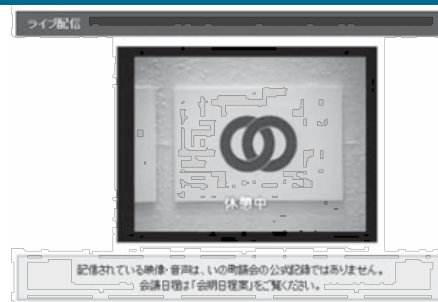 ライブ配信
休憩中
配信されている映像・音声は、いの町議会の公式記録ではありません。
会議日程は「会期日程案」をご覧ください。